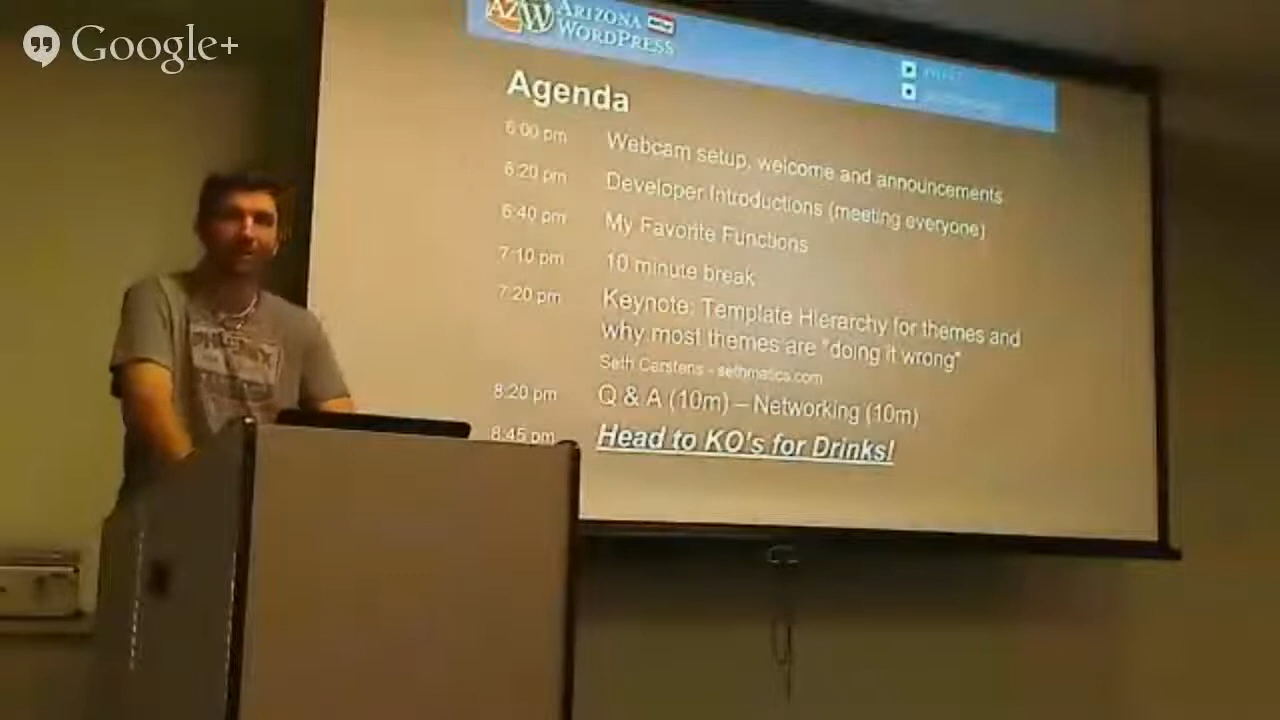 Google+
AZW ARIZONA
WORDPRESS
Agenda
6:00 pm Webcam setup, welcome and announcements
6:20 pm Developer Introductions (meeting everyone)
6:40 pm My Favorite Functions
7:10 pm 10 minute break
7:20 pm Keynote: Template Hierarchy for themes and
why most themes are "doing it wrong"
Seth Carstens - sethmatics.com
8:20 pm Q & A (10m) – Networking (10m)
8:45 pm Head to KO's for Drinks!